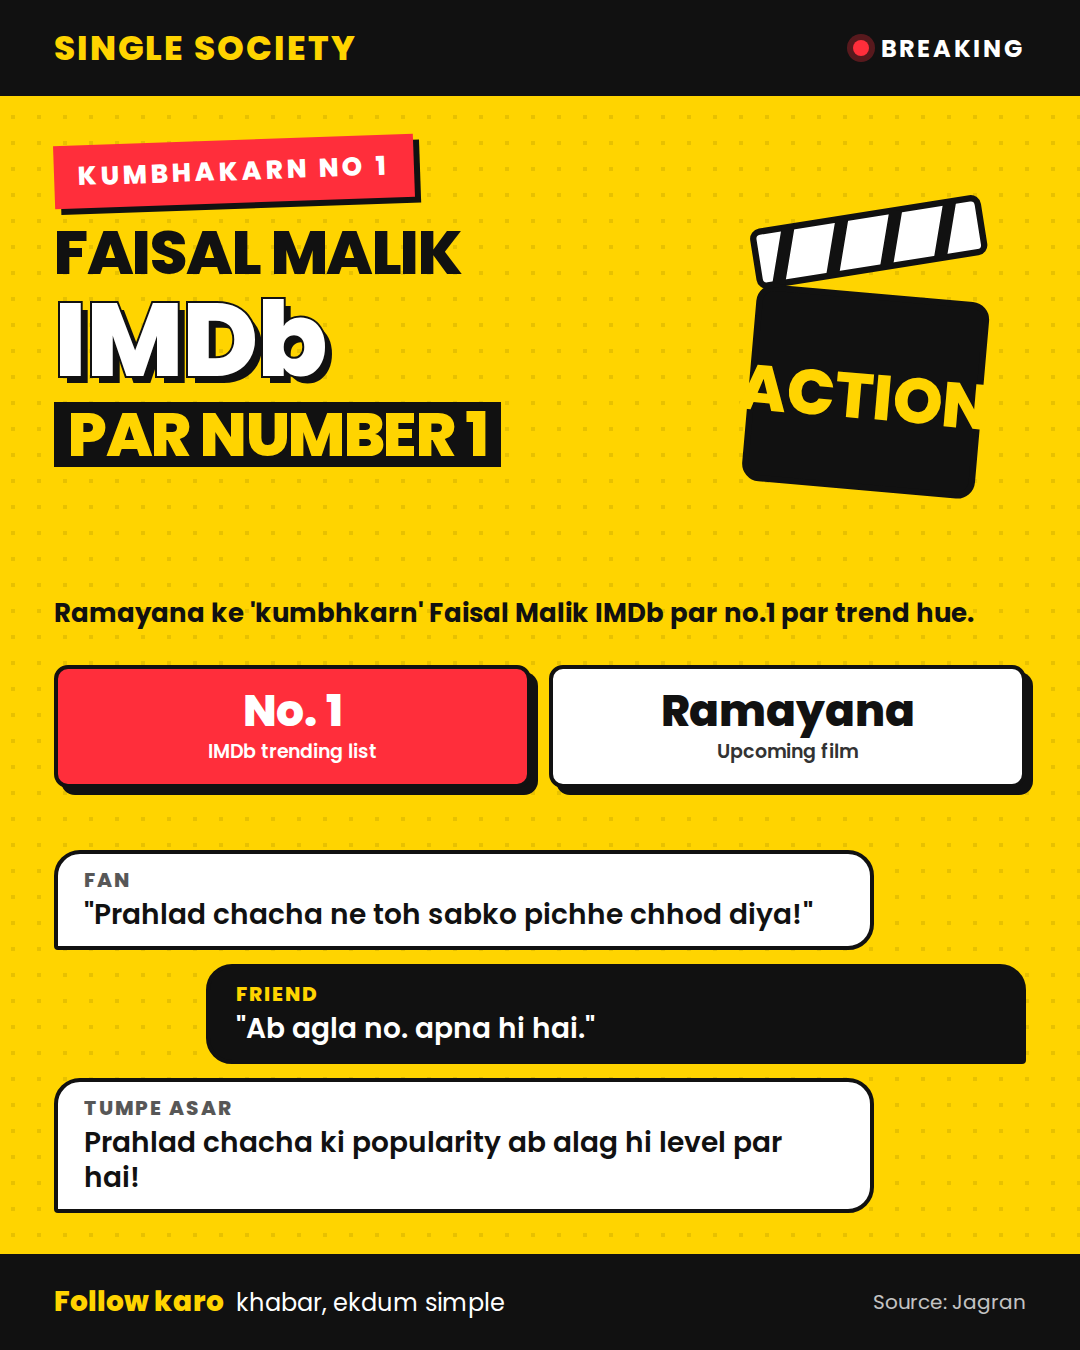 SINGLE SOCIETY
BREAKING
KUMBHAKARN NO 1
FAISAL MALIK
IMDb
PAR NUMBER 1
ACTION
Ramayana ke 'kumbhkarn' Faisal Malik IMDb par no.1 par trend hue.
No. 1
IMDb trending list
Ramayana
Upcoming film
FAN
"Prahlad chacha ne toh sabko pichhe chhod diya!"
FRIEND
"Ab agla no. apna hi hai."
TUMPE ASAR
Prahlad chacha ki popularity ab alag hi level par
hai!
Follow karo khabar, ekdum simple
Source: Jagran